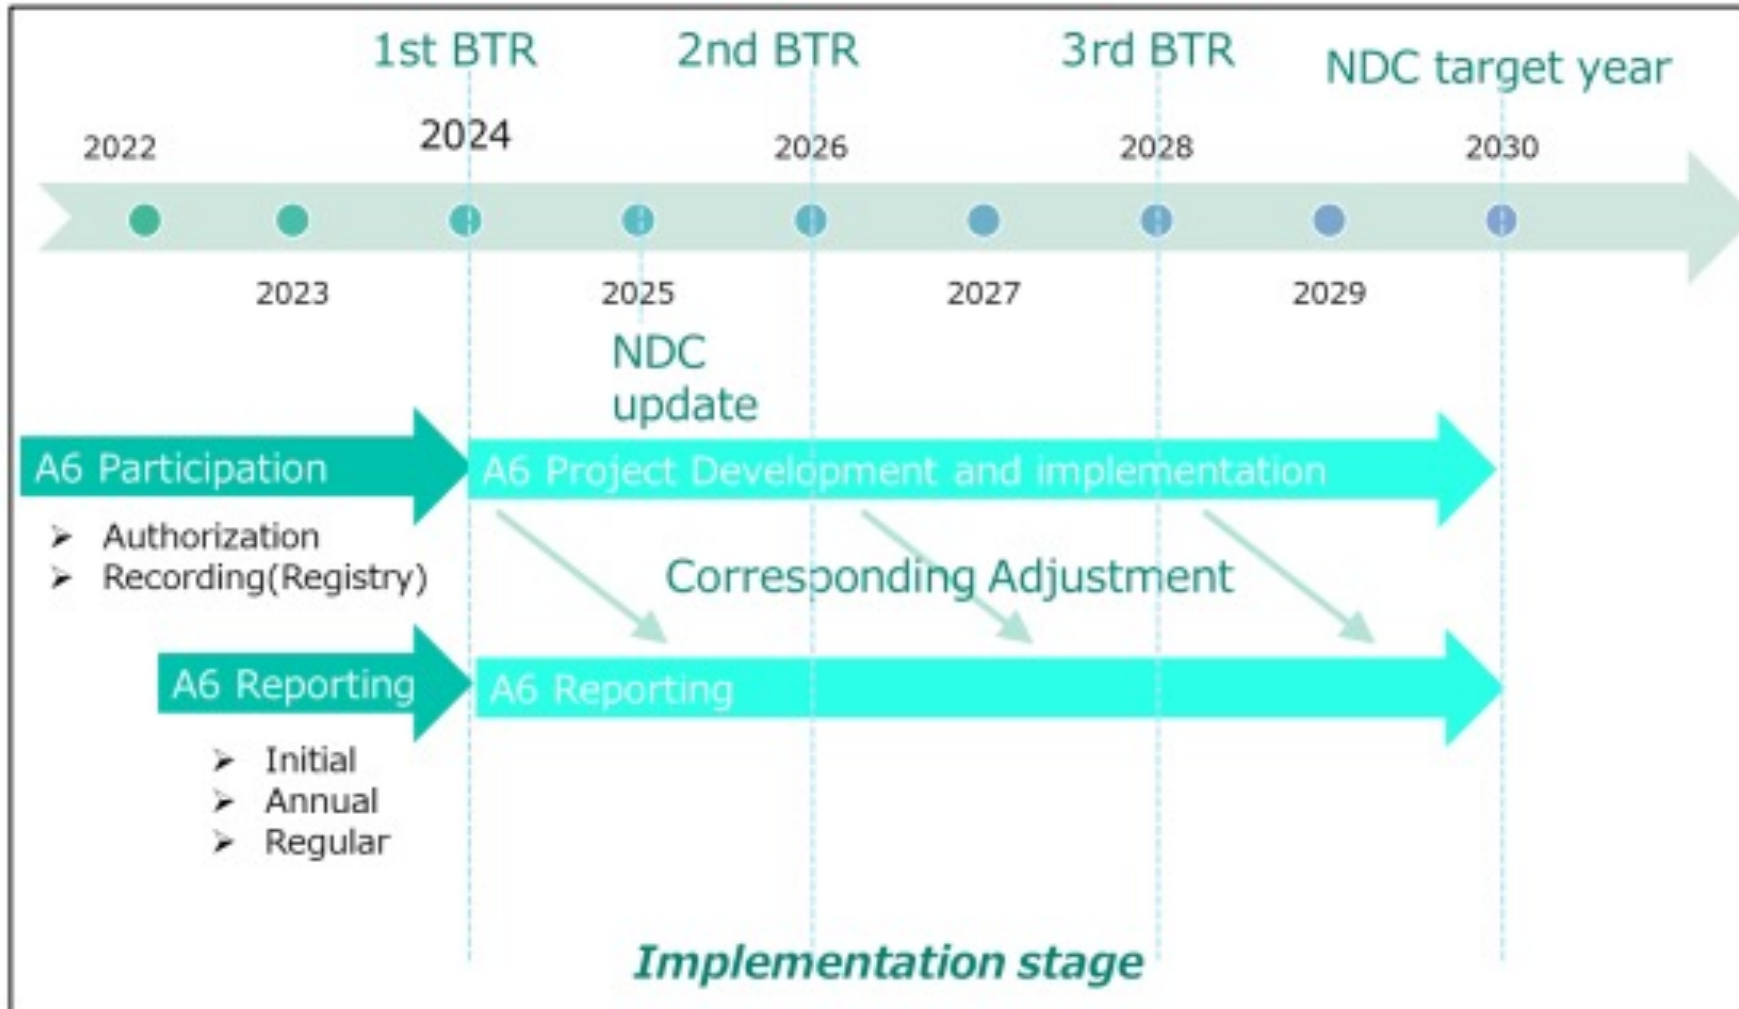 1st BTR
2nd BTR
3rd BTR
NDC target year
2022
2024
2026
2028
2030
2023
2025
2027
2029
NDC
update
A6 Participation
A6 Project Development and implementation
➢ Authorization
➢ Recording(Registry)
Corresponding Adjustment
A6 Reporting
A6 Reporting
➢ Initial
➢ Annual
➢ Regular
Implementation stage